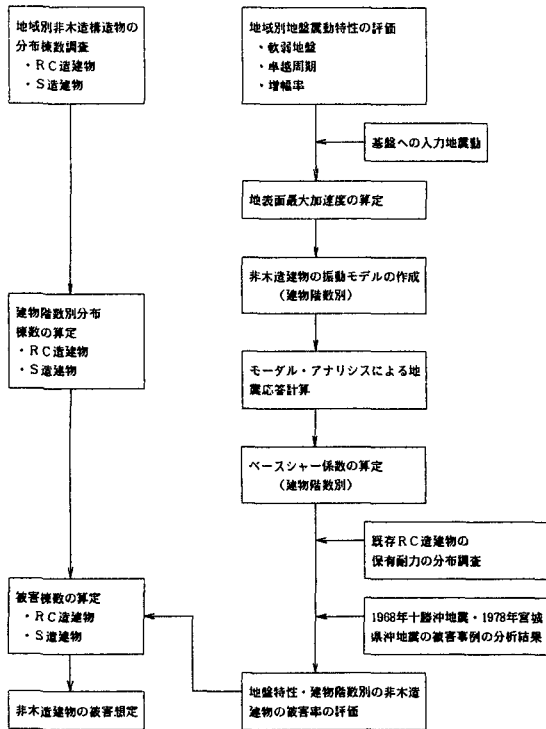 地域別非木造構造物の
分布棟数調査
・RC造建物
・S造建物
地域別地盤震動特性の評価
・軟弱地盤
・卓越周期
・増幅率
基盤への入力地震動
地表面最大加速度の算定
非木造建物の振動モデルの作成
(建物階数別)
建物階数別分布
棟数の算定
・RC造建物
・S造建物
モーダル・アナリシスによる地
震応答計算
ベースシャー係数の算定
(建物階数別)
既存RC造建物の
保有耐力の分布調査
被害棟数の算定
・RC造建物
・S造建物
1968年十勝沖地震・1978年宮城
県沖地震の被害事例の分析結果
地盤特性・建物階数別の非木造
建物の被害率の評価
非木造建物の被害想定